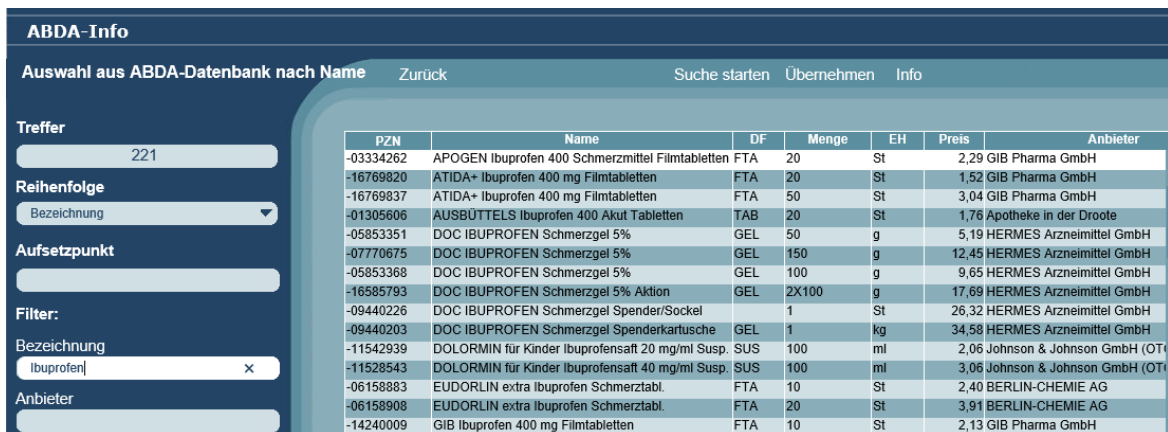 ABDA-Info
Auswahl aus ABDA-Datenbank nach Name Zurück Suche starten Übernehmen Info
Treffer
221
Reihenfolge
Bezeichnung
Aufsetzpunkt
Filter:
Bezeichnung
Ibuprofen ×
Anbieter
PZN Name DF Menge EH Preis Anbieter
-03334262 APOGEN Ibuprofen 400 Schmerzmittel Filmtabletten FTA 20 St 2,29 GIB Pharma GmbH
-16769820 ATIDA+ Ibuprofen 400 mg Filmtabletten FTA 20 St 1,52 GIB Pharma GmbH
-16769837 ATIDA+ Ibuprofen 400 mg Filmtabletten FTA 50 St 3,04 GIB Pharma GmbH
-01305606 AUSBÜTTELS Ibuprofen 400 Akut Tabletten TAB 20 St 1,76 Apotheke in der Droote
-05853351 DOC IBUPROFEN Schmerzgel 5% GEL 50 g 5,19 HERMES Arzneimittel GmbH
-07770675 DOC IBUPROFEN Schmerzgel 5% GEL 150 g 12,45 HERMES Arzneimittel GmbH
-05853368 DOC IBUPROFEN Schmerzgel 5% GEL 100 g 9,65 HERMES Arzneimittel GmbH
-16585793 DOC IBUPROFEN Schmerzgel 5% Aktion GEL 2X100 g 17,69 HERMES Arzneimittel GmbH
-09440226 DOC IBUPROFEN Schmerzgel Spender/Sockel 1 St 26,32 HERMES Arzneimittel GmbH
-09440203 DOC IBUPROFEN Schmerzgel Spenderkartusche GEL 1 kg 34,58 HERMES Arzneimittel GmbH
-11542939 DOLORMIN für Kinder Ibuprofensaft 20 mg/ml Susp. SUS 100 ml 2,06 Johnson & Johnson GmbH (OT
-11528543 DOLORMIN für Kinder Ibuprofensaft 40 mg/ml Susp. SUS 100 ml 3,06 Johnson & Johnson GmbH (OT
-06158883 EUDORLIN extra Ibuprofen Schmerztabl. FTA 10 St 2,40 BERLIN-CHEMIE AG
-06158908 EUDORLIN extra Ibuprofen Schmerztabl. FTA 20 St 3,91 BERLIN-CHEMIE AG
-14240009 GIB Ibuprofen 400 mg Filmtabletten FTA 10 St 2,13 GIB Pharma GmbH